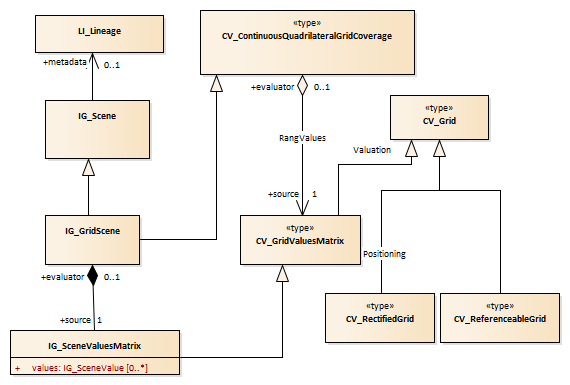 LI_Lineage
«type»
CV_ContinuousQuadrilateralGridCoverage
+metadata
0..1
+evaluator
0..1
IG_Scene
«type»
CV_Grid
RangValues
Valuation
+source
1
IG_GridScene
«type»
CV_GridValuesMatrix
Positioning
+evaluator
0..1
«type»
CV_RectifiedGrid
«type»
CV_ReferenceableGrid
+source
1
IG_SceneValuesMatrix
+ values: IG_SceneValue [0..*]